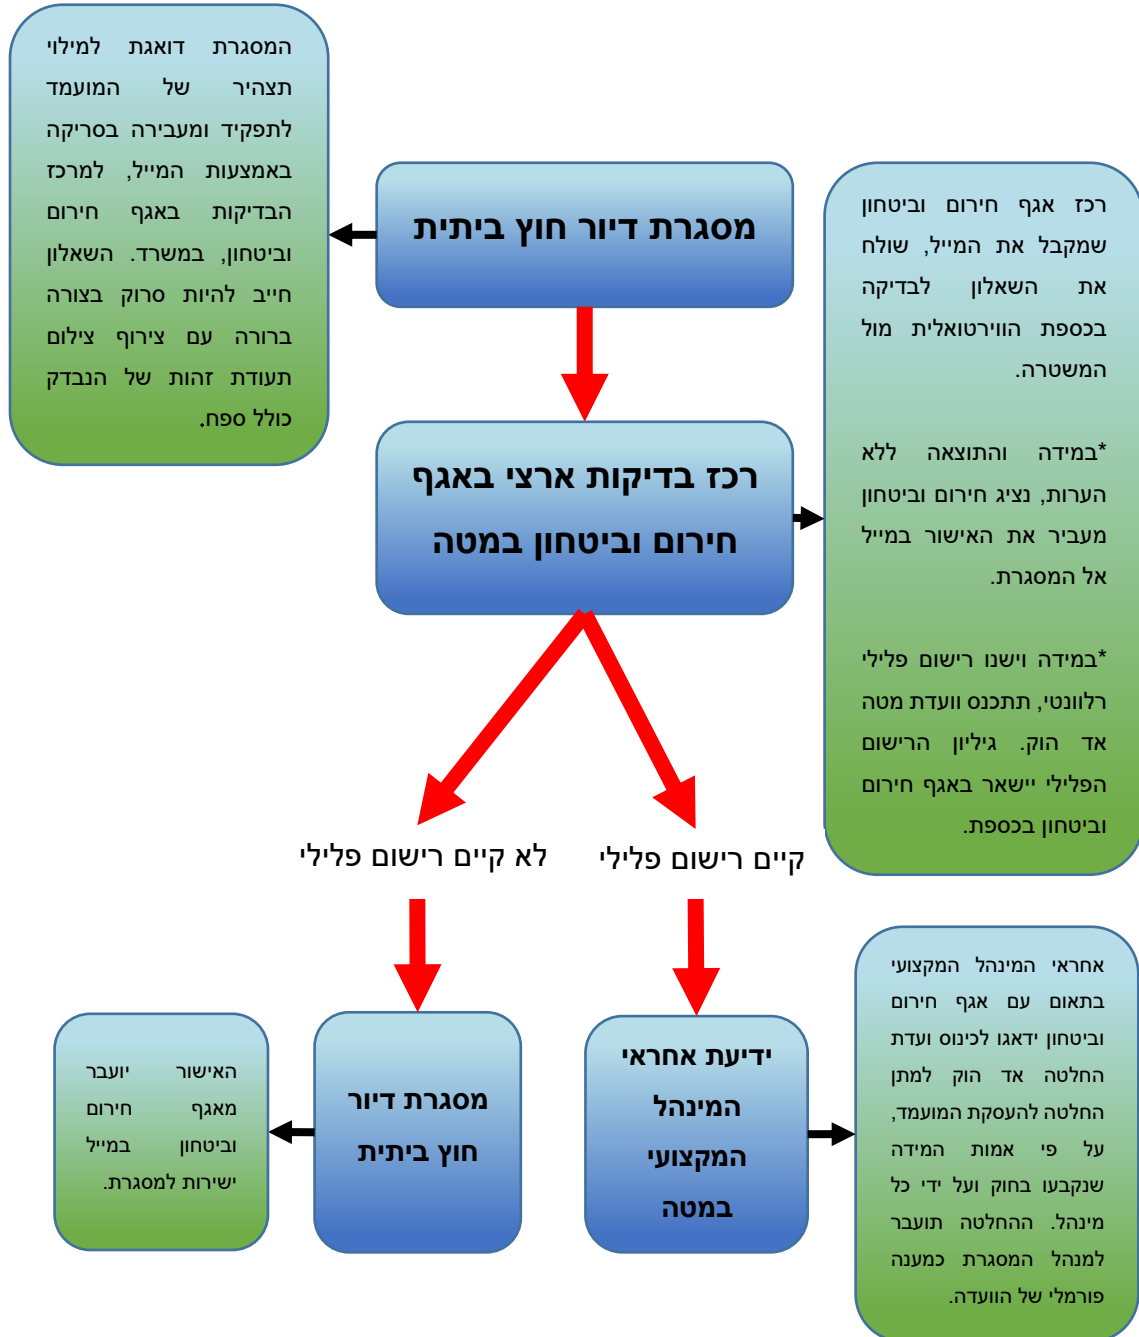 המסגרת דואגת למילוי
תצהיר של המועמד
לתפקיד ומעבירה בסריקה
באמצעות המייל, למרכז
הבדיקות באגף חירום
וביטחון, במשרד. השאלון
חייב להיות סרוק בצורה
ברורה עם צירוף צילום
תעודת זהות של הנבדק
כולל ספח.
מסגרת דיור חוץ ביתית
רכז אגף חירום וביטחון
שמקבל את המייל, שולח
את השאלון לבדיקה
בכספת הווירטואלית מול
המשטרה.
*במידה והתוצאה ללא
הערות, נציג חירום וביטחון
מעביר את האישור במייל
אל המסגרת.
*במידה וישנו רישום פלילי
רלוונטי, תתכנס וועדת מטה
אד הוק. גיליון הרישום
הפלילי יישאר באגף חירום
וביטחון בכספת.
רכז בדיקות ארצי באגף
חירום וביטחון במטה
קיים רישום פלילי
לא קיים רישום פלילי
אחראי המינהל המקצועי
בתאום עם אגף חירום
וביטחון ידאגו לכינוס ועדת
החלטה אד הוק למתן
החלטה להעסקת המועמד,
על פי אמות המידה
שנקבעו בחוק ועל ידי כל
מינהל. ההחלטה תועבר
למנהל המסגרת כמענה
פורמלי של הוועדה.
ידיעת אחראי
המינהל
המקצועי
במטה
מסגרת דיור
חוץ ביתית
האישור יועבר
מאגף חירום
וביטחון במייל
ישירות למסגרת.